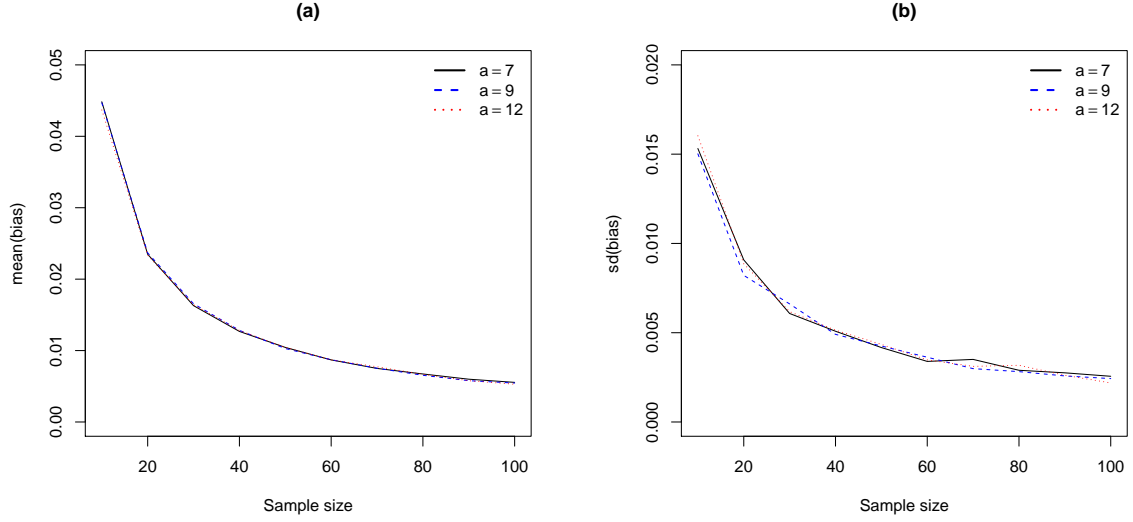 (a)
mean(bias)
0.05
0.04
0.03
0.02
0.01
0.00
a = 7
a = 9
a = 12
20 40 60 80 100
Sample size
(b)
sd(bias)
0.020
0.015
0.010
0.005
0.000
a = 7
a = 9
a = 12
20 40 60 80 100
Sample size